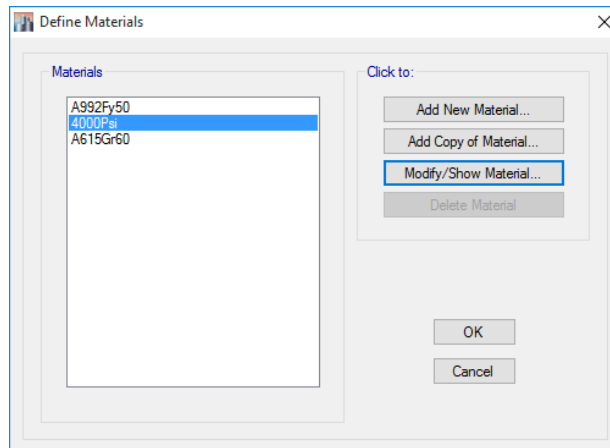 Define Materials
Materials
A992Fy50
4000Psi
A615Gr60
Click to:
Add New Material...
Add Copy of Material...
Modify/Show Material...
Delete Material
OK
Cancel